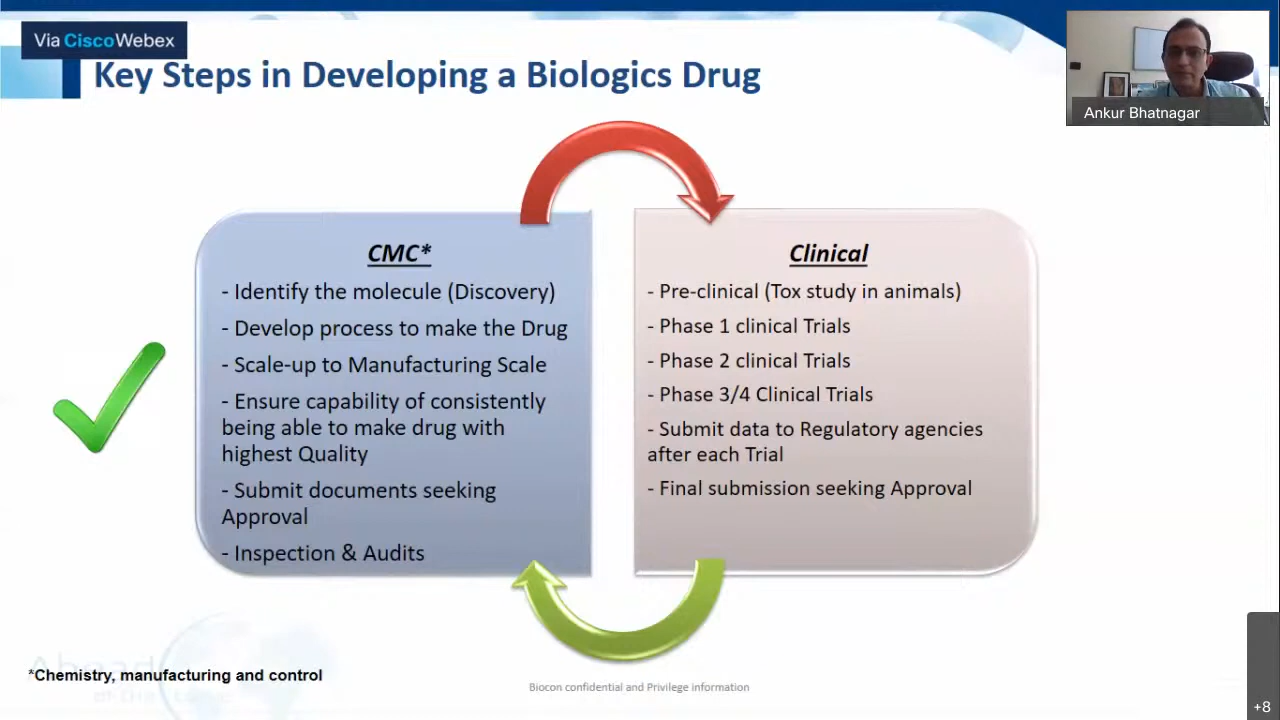 Via CiscoWebex
Key Steps in Developing a Biologics Drug
Ankur Bhatnagar
CMC*
- Identify the molecule (Discovery)
- Develop process to make the Drug
- Scale-up to Manufacturing Scale
- Ensure capability of consistently
being able to make drug with
highest Quality
- Submit documents seeking
Approval
- Inspection & Audits
Clinical
- Pre-clinical (Tox study in animals)
- Phase 1 clinical Trials
- Phase 2 clinical Trials
- Phase 3/4 Clinical Trials
- Submit data to Regulatory agencies
after each Trial
- Final submission seeking Approval
*Chemistry, manufacturing and control
Biocon confidential and Privilege information
+8